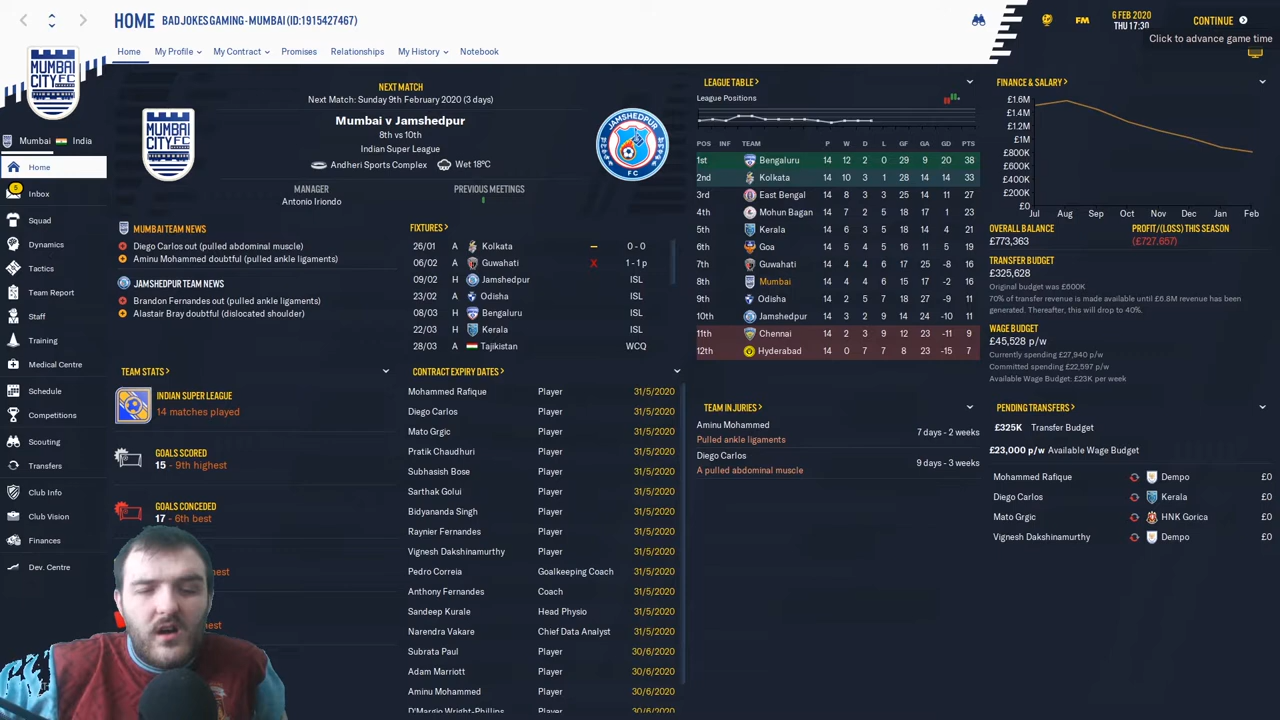 HOME BAD JOKES GAMING - MUMBAI (ID:1915427467)
6 FEB 2020
THU 17:30
CONTINUE
Click to advance game time
FM
Home My Profile My Contract Promises Relationships My History Notebook
MUMBAI CITY FC
Mumbai India
Home
5
Inbox
Squad
Dynamics
Tactics
Team Report
Staff
Training
Medical Centre
Schedule
Competitions
Scouting
Transfers
Club Info
Club Vision
Finances
Dev. Centre
NEXT MATCH
Next Match: Sunday 9th February 2020 (3 days)
MUMBAI CITY FC
Mumbai v Jamshedpur
8th vs 10th
Indian Super League
Andheri Sports Complex Wet 18°C
JAMSHEDPUR FC
MANAGER
Antonio Iriondo
PREVIOUS MEETINGS
MUMBAI TEAM NEWS
Diego Carlos out (pulled abdominal muscle)
Aminu Mohammed doubtful (pulled ankle ligaments)
JAMSHEDPUR TEAM NEWS
Brandon Fernandes out (pulled ankle ligaments)
Alastair Bray doubtful (dislocated shoulder)
FIXTURES
26/01 A Kolkata 0 - 0
06/02 A Guwahati X 1 - 1 p
09/02 H Jamshedpur ISL
23/02 A Odisha ISL
08/03 H Bengaluru ISL
22/03 H Kerala ISL
28/03 A Tajikistan WCQ
TEAM STATS
INDIAN SUPER LEAGUE
14 matches played
GOALS SCORED
15 - 9th highest
GOALS CONCEDED
17 - 6th best
CONTRACT EXPIRY DATES
Mohammed Rafique Player 31/5/2020
Diego Carlos Player 31/5/2020
Mato Grgic Player 31/5/2020
Pratik Chaudhuri Player 31/5/2020
Subhasish Bose Player 31/5/2020
Sarthak Golui Player 31/5/2020
Bidyananda Singh Player 31/5/2020
Raynier Fernandes Player 31/5/2020
Vignesh Dakshinamurthy Player 31/5/2020
Pedro Correia Goalkeeping Coach 31/5/2020
Anthony Fernandes Coach 31/5/2020
Sandeep Kurale Head Physio 31/5/2020
Narendra Vakare Chief Data Analyst 31/5/2020
Subrata Paul Player 30/6/2020
Adam Marriott Player 30/6/2020
Aminu Mohammed Player 30/6/2020
D'Margio Wright-Phillips Player 30/6/2020
LEAGUE TABLE
League Positions
POS INF TEAM P W D L GF GA GD PTS
1st Bengaluru 14 12 2 0 29 9 20 38
2nd Kolkata 14 10 3 1 28 14 14 33
3rd East Bengal 14 8 3 3 25 14 11 27
4th Mohun Bagan 14 7 2 5 18 17 1 23
5th Kerala 14 6 3 5 18 14 4 21
6th Goa 14 5 4 5 16 11 5 19
7th Guwahati 14 4 4 6 17 25 -8 16
8th Mumbai 14 4 4 6 15 17 -2 16
9th Odisha 14 2 5 7 18 27 -9 11
10th Jamshedpur 14 3 2 9 14 24 -10 11
11th Chennai 14 2 3 9 12 23 -11 9
12th Hyderabad 14 0 7 7 8 23 -15 7
TEAM INJURIES
Aminu Mohammed
Pulled ankle ligaments
7 days - 2 weeks
Diego Carlos
A pulled abdominal muscle
9 days - 3 weeks
FINANCE & SALARY
£1.6M
£1.4M
£1.2M
£1M
£800K
£600K
£400K
£200K
£0
Jul Aug Sep Oct Nov Dec Jan Feb
OVERALL BALANCE
£773,363
PROFIT/(LOSS) THIS SEASON
(£727,657)
TRANSFER BUDGET
£325,628
Original budget was £600K
70% of transfer revenue is made available until £6.8M revenue has been
generated. Thereafter, this will drop to 40%.
WAGE BUDGET
£45,528 p/w
Currently spending £27,940 p/w
Committed spending £22,597 p/w
Available Wage Budget: £23K per week
PENDING TRANSFERS
£325K Transfer Budget
£23,000 p/w Available Wage Budget
Mohammed Rafique Dempo £0
Diego Carlos Kerala £0
Mato Grgic HNK Gorica £0
Vignesh Dakshinamurthy Dempo £0